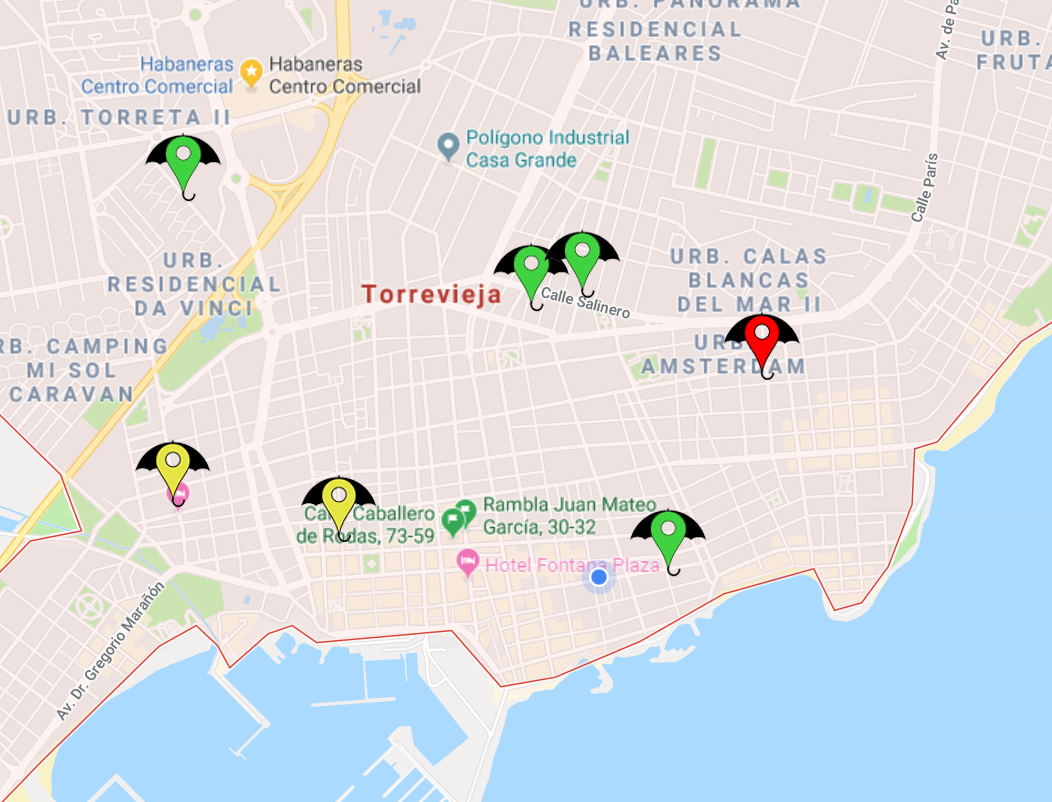 URB. PANORAMA
RESIDENCIAL
BALEARES
Av. de Pa
URB.
FRUTA
Habaneras
Centro Comercial
Habaneras
Centro Comercial
URB. TORRETA II
Polígono Industrial
Casa Grande
Calle París
URB.
RESIDENCIAL
DA VINCI
Torrevieja
Calle Salinero
URB. CALAS
BLANCAS
DEL MAR II
URB.
AMSTERDAM
RB. CAMPING
MI SOL
CARAVAN
Calle Caballero
de Rodas, 73-59
Rambla Juan Mateo
García, 30-32
Hotel Fontana Plaza
Av. Dr. Gregorio Marañón